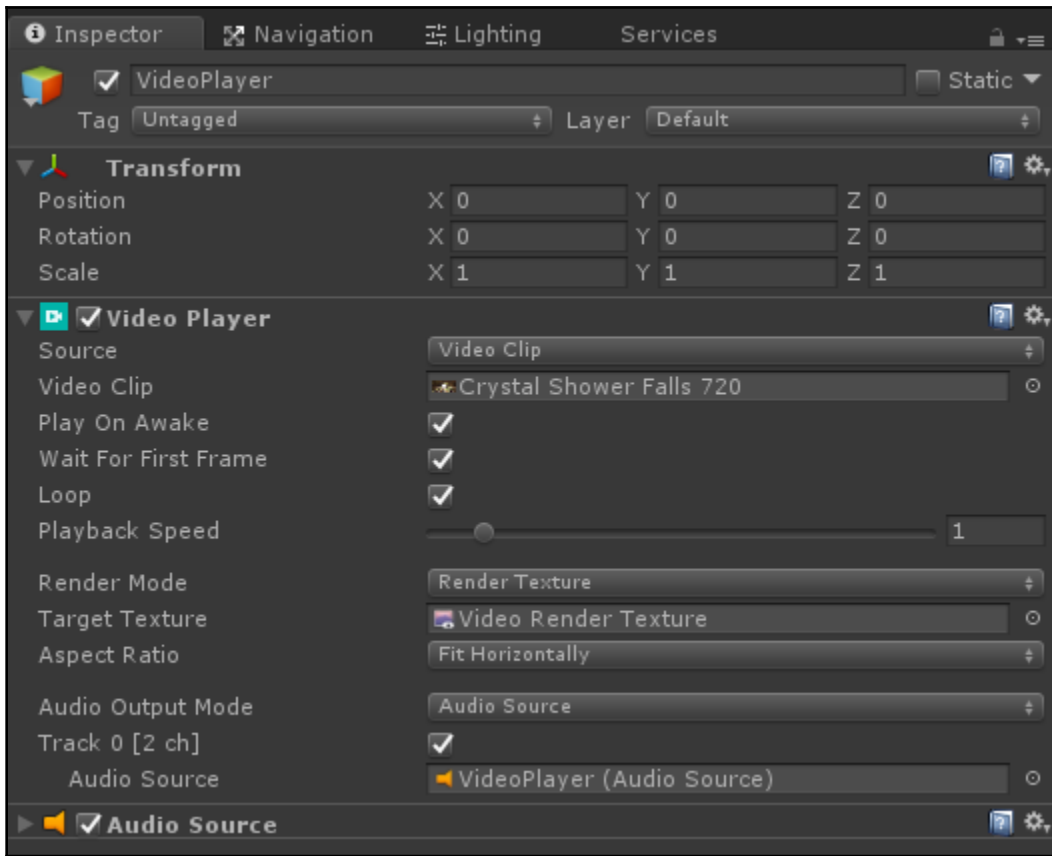 Inspector Navigation Lighting Services
VideoPlayer Static
Tag Untagged Layer Default
Transform
Position X 0 Y 0 Z 0
Rotation X 0 Y 0 Z 0
Scale X 1 Y 1 Z 1
Video Player
Source Video Clip
Video Clip Crystal Shower Falls 720
Play On Awake
Wait For First Frame
Loop
Playback Speed 1
Render Mode Render Texture
Target Texture Video Render Texture
Aspect Ratio Fit Horizontally
Audio Output Mode Audio Source
Track 0 [2 ch]
Audio Source VideoPlayer (Audio Source)
Audio Source